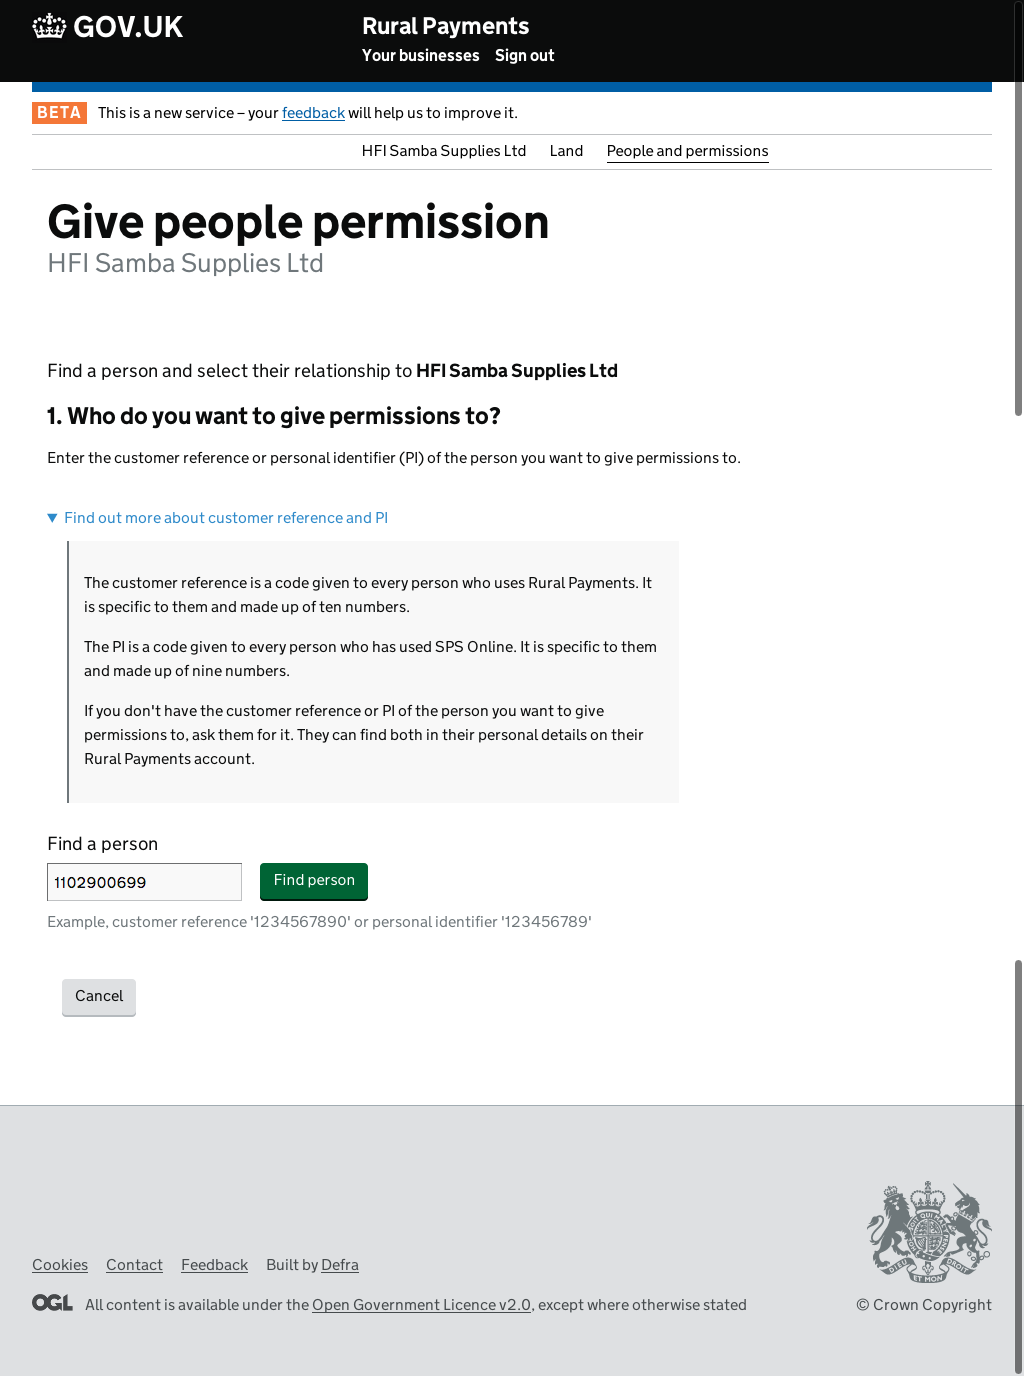 GOV.UK
Rural Payments
Your businesses Sign out
BETA This is a new service – your feedback will help us to improve it.
HFI Samba Supplies Ltd Land People and permissions
Give people permission
HFI Samba Supplies Ltd
Find a person and select their relationship to HFI Samba Supplies Ltd
1. Who do you want to give permissions to?
Enter the customer reference or personal identifier (PI) of the person you want to give permissions to.
Find out more about customer reference and PI
The customer reference is a code given to every person who uses Rural Payments. It
is specific to them and made up of ten numbers.
The PI is a code given to every person who has used SPS Online. It is specific to them
and made up of nine numbers.
If you don't have the customer reference or PI of the person you want to give
permissions to, ask them for it. They can find both in their personal details on their
Rural Payments account.
Find a person
1102900699 Find person
Example, customer reference '1234567890' or personal identifier '123456789'
Cancel
DIEU ET MON DROIT
Cookies Contact Feedback Built by Defra
OGL All content is available under the Open Government Licence v2.0, except where otherwise stated
© Crown Copyright